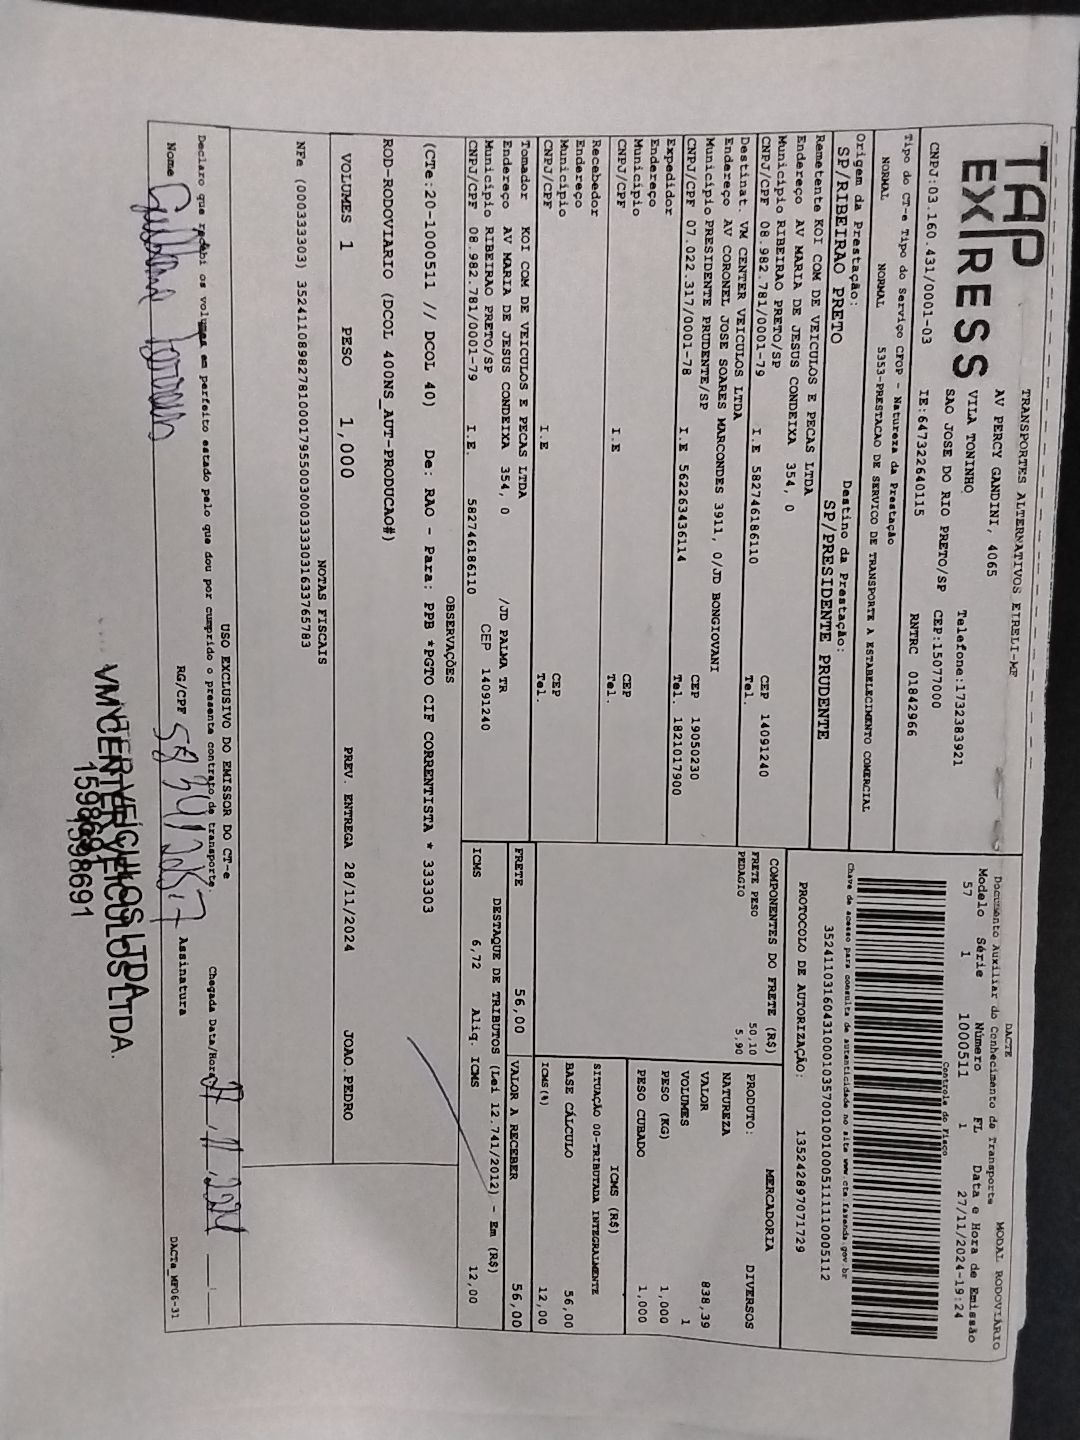 TAP
EXPRESS
TRANSPORTES ALTERNATIVOS EIRELI-MF
AV PERCY GANDINI, 4065
VILA TONINHO
SAO JOSE DO RIO PRETO/SP CEP:15077000
Telefone:1732383921
CNPJ:03.160.431/0001-03 IE:647322640115 RNTRC 01842966
DACTE
Documento Auxiliar do Conhecimento de Transporte
MODAL RODOVIÁRIO
Modelo Série Número FL Data e Hora de Emissão
57 1 1000511 1 27/11/2024-19:24
Controle do Fisco
Chave de acesso para consulta de autenticidade no site www.cte.fazenda.gov.br
PROTOCOLO DE AUTORIZAÇÃO: 135242897071729
Tipo do CT-e Tipo do Serviço CFOP - Natureza da Prestação
NORMAL NORMAL 5353-PRESTACAO DE SERVICO DE TRANSPORTE A ESTABELECIMENTO COMERCIAL
Origem da Prestação: Destino da Prestação:
SP/RIBEIRAO PRETO SP/PRESIDENTE PRUDENTE
Remetente KOI COM DE VEICULOS E PECAS LTDA
Endereço AV MARIA DE JESUS CONDEIXA 354, 0
Município RIBEIRAO PRETO/SP CEP 14091240
CNPJ/CPF 08.982.781/0001-79 I.E 582746186110 Tel.
Destinat. VM CENTER VEICULOS LTDA
Endereço AV CORONEL JOSE SOARES MARCONDES 3911, 0/JD BONGIOVANI
Município PRESIDENTE PRUDENTE/SP CEP 19050230
CNPJ/CPF 07.022.317/0001-78 I.E 562263436114 Tel. 1821017900
Expedidor
Endereço
Município CEP
CNPJ/CPF I.E Tel.
Recebedor
Endereço
Município CEP
CNPJ/CPF I.E Tel.
Tomador KOI COM DE VEICULOS E PECAS LTDA
Endereço AV MARIA DE JESUS CONDEIXA 354, 0 /JD PALMA TR
Município RIBEIRAO PRETO/SP CEP 14091240
CNPJ/CPF 08.982.781/0001-79 I.E. 582746186110
COMPONENTES DO FRETE (R$)
FRETE PESO 50,10
PEDAGIO 5,90
MERCADORIA
PRODUTO: DIVERSOS
NATUREZA
VALOR 838,39
VOLUMES 1
PESO (KG) 1,000
PESO CUBADO 1,000
ICMS (R$)
SITUAÇÃO 00-TRIBUTADA INTEGRALMENTE
BASE CÁLCULO 56,00
ICMS(%) 12,00
FRETE 56,00 VALOR A RECEBER 56,00
DESTAQUE DE TRIBUTOS (Lei 12.741/2012) - Em (R$)
ICMS 6,72 Aliq. ICMS 12,00
OBSERVAÇÕES
(CTe:20-1000511 // DCOL 40) De: RAO - Para: PPB *PGTO CIF CORRENTISTA * 333303
ROD-RODOVIARIO (DCOL 400NS_AUT-PRODUCAO#)
VOLUMES 1 PESO 1,000 PREV. ENTREGA 28/11/2024 JOAO.PEDRO
NOTAS FISCAIS
USO EXCLUSIVO DO EMISSOR DO CT-e
Declaro que recebi os volumes em perfeito estado pelo que dou por cumprido o presente contrato de transporte. Chegada Data/Hora
Nome RG/CPF Assinatura
DACTe_MF06-31
VM CENTER VEICULOS LTDA.
1598698691